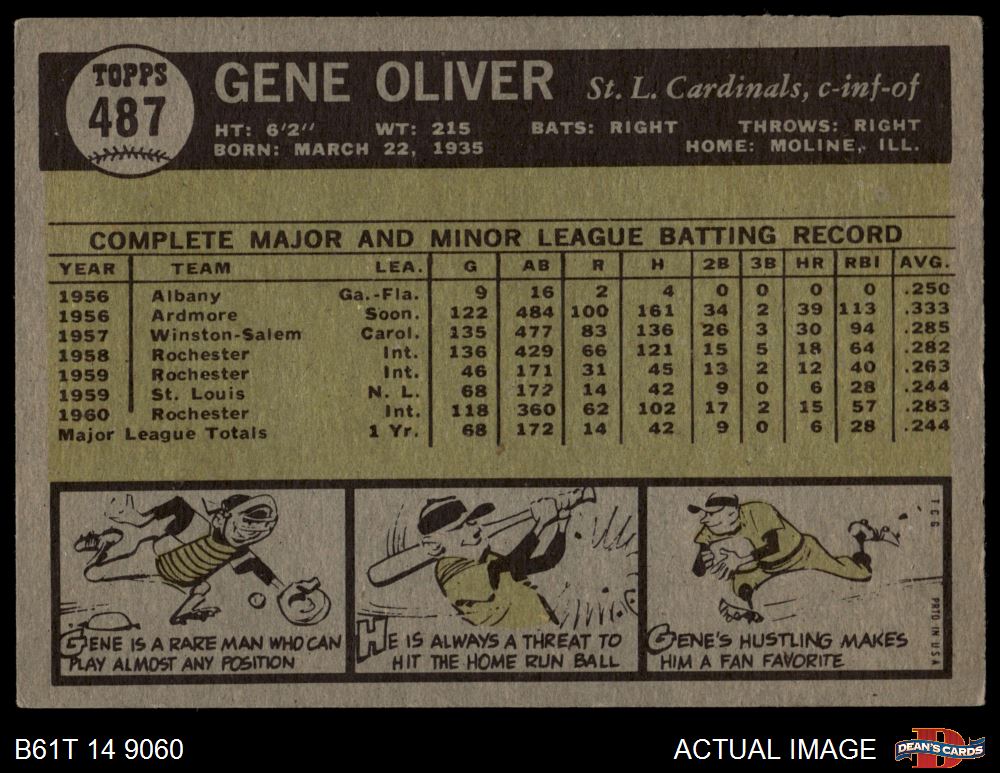 TOPPS
487
GENE OLIVER St. L. Cardinals, c-inf-of
HT: 6'2" WT: 215 BATS: RIGHT THROWS: RIGHT
BORN: MARCH 22, 1935 HOME: MOLINE, ILL.
COMPLETE MAJOR AND MINOR LEAGUE BATTING RECORD
YEAR TEAM LEA. G AB R H 2B 3B HR RBI AVG.
1956 Albany Ga.-Fla. 9 16 2 4 0 0 0 0 .250
1956 Ardmore Soon. 122 484 100 161 34 2 39 113 .333
1957 Winston-Salem Carol. 135 477 83 136 26 3 30 94 .285
1958 Rochester Int. 136 429 66 121 15 5 18 64 .282
1959 Rochester Int. 46 171 31 45 13 2 12 40 .263
1959 St. Louis N. L. 68 172 14 42 9 0 6 28 .244
1960 Rochester Int. 118 360 62 102 17 2 15 57 .283
Major League Totals 1 Yr. 68 172 14 42 9 0 6 28 .244
GENE IS A RARE MAN WHO CAN
PLAY ALMOST ANY POSITION
HE IS ALWAYS A THREAT TO
HIT THE HOME RUN BALL
GENE'S HUSTLING MAKES
HIM A FAN FAVORITE
T.C.G.
PRTD IN USA
B61T 14 9060
ACTUAL IMAGE
D
DEAN'S CARDS